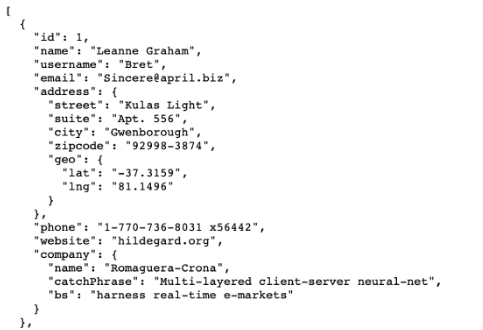 [
  {
    "id": 1,
    "name": "Leanne Graham",
    "username": "Bret",
    "email": "Sincere@april.biz",
    "address": {
      "street": "Kulas Light",
      "suite": "Apt. 556",
      "city": "Gwenborough",
      "zipcode": "92998-3874",
      "geo": {
        "lat": "-37.3159",
        "lng": "81.1496"
      }
    },
    "phone": "1-770-736-8031 x56442",
    "website": "hildegard.org",
    "company": {
      "name": "Romaguera-Crona",
      "catchPhrase": "Multi-layered client-server neural-net",
      "bs": "harness real-time e-markets"
    }
  },